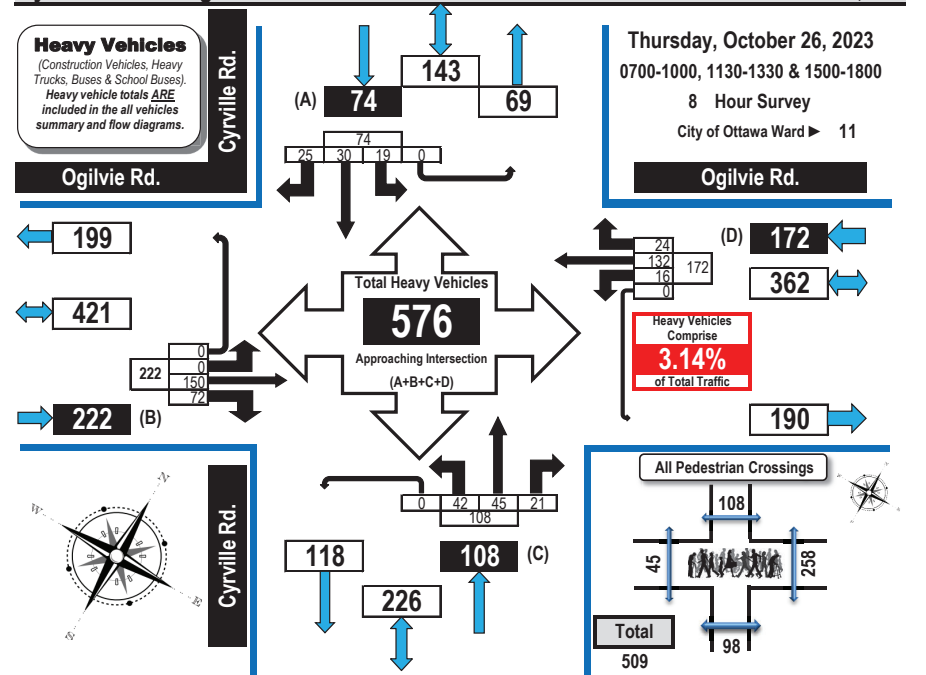 Heavy Vehicles
(Construction Vehicles, Heavy
Trucks, Buses & School Buses).
Heavy vehicle totals ARE
included in the all vehicles
summary and flow diagrams.
Cyrville Rd.
Ogilvie Rd.
143
(A) 74
69
74
25 30 19 0
Thursday, October 26, 2023
0700-1000, 1130-1330 & 1500-1800
8 Hour Survey
City of Ottawa Ward ► 11
Ogilvie Rd.
199
421
0
0
222
150
72
222 (B)
Total Heavy Vehicles
576
Approaching Intersection
(A+B+C+D)
24
132
172
16
0
(D) 172
362
Heavy Vehicles
Comprise
3.14%
of Total Traffic
190
N
W
E
S
Cyrville Rd.
0 42 45 21
108
118
108 (C)
226
All Pedestrian Crossings
108
45
258
98
Total
509